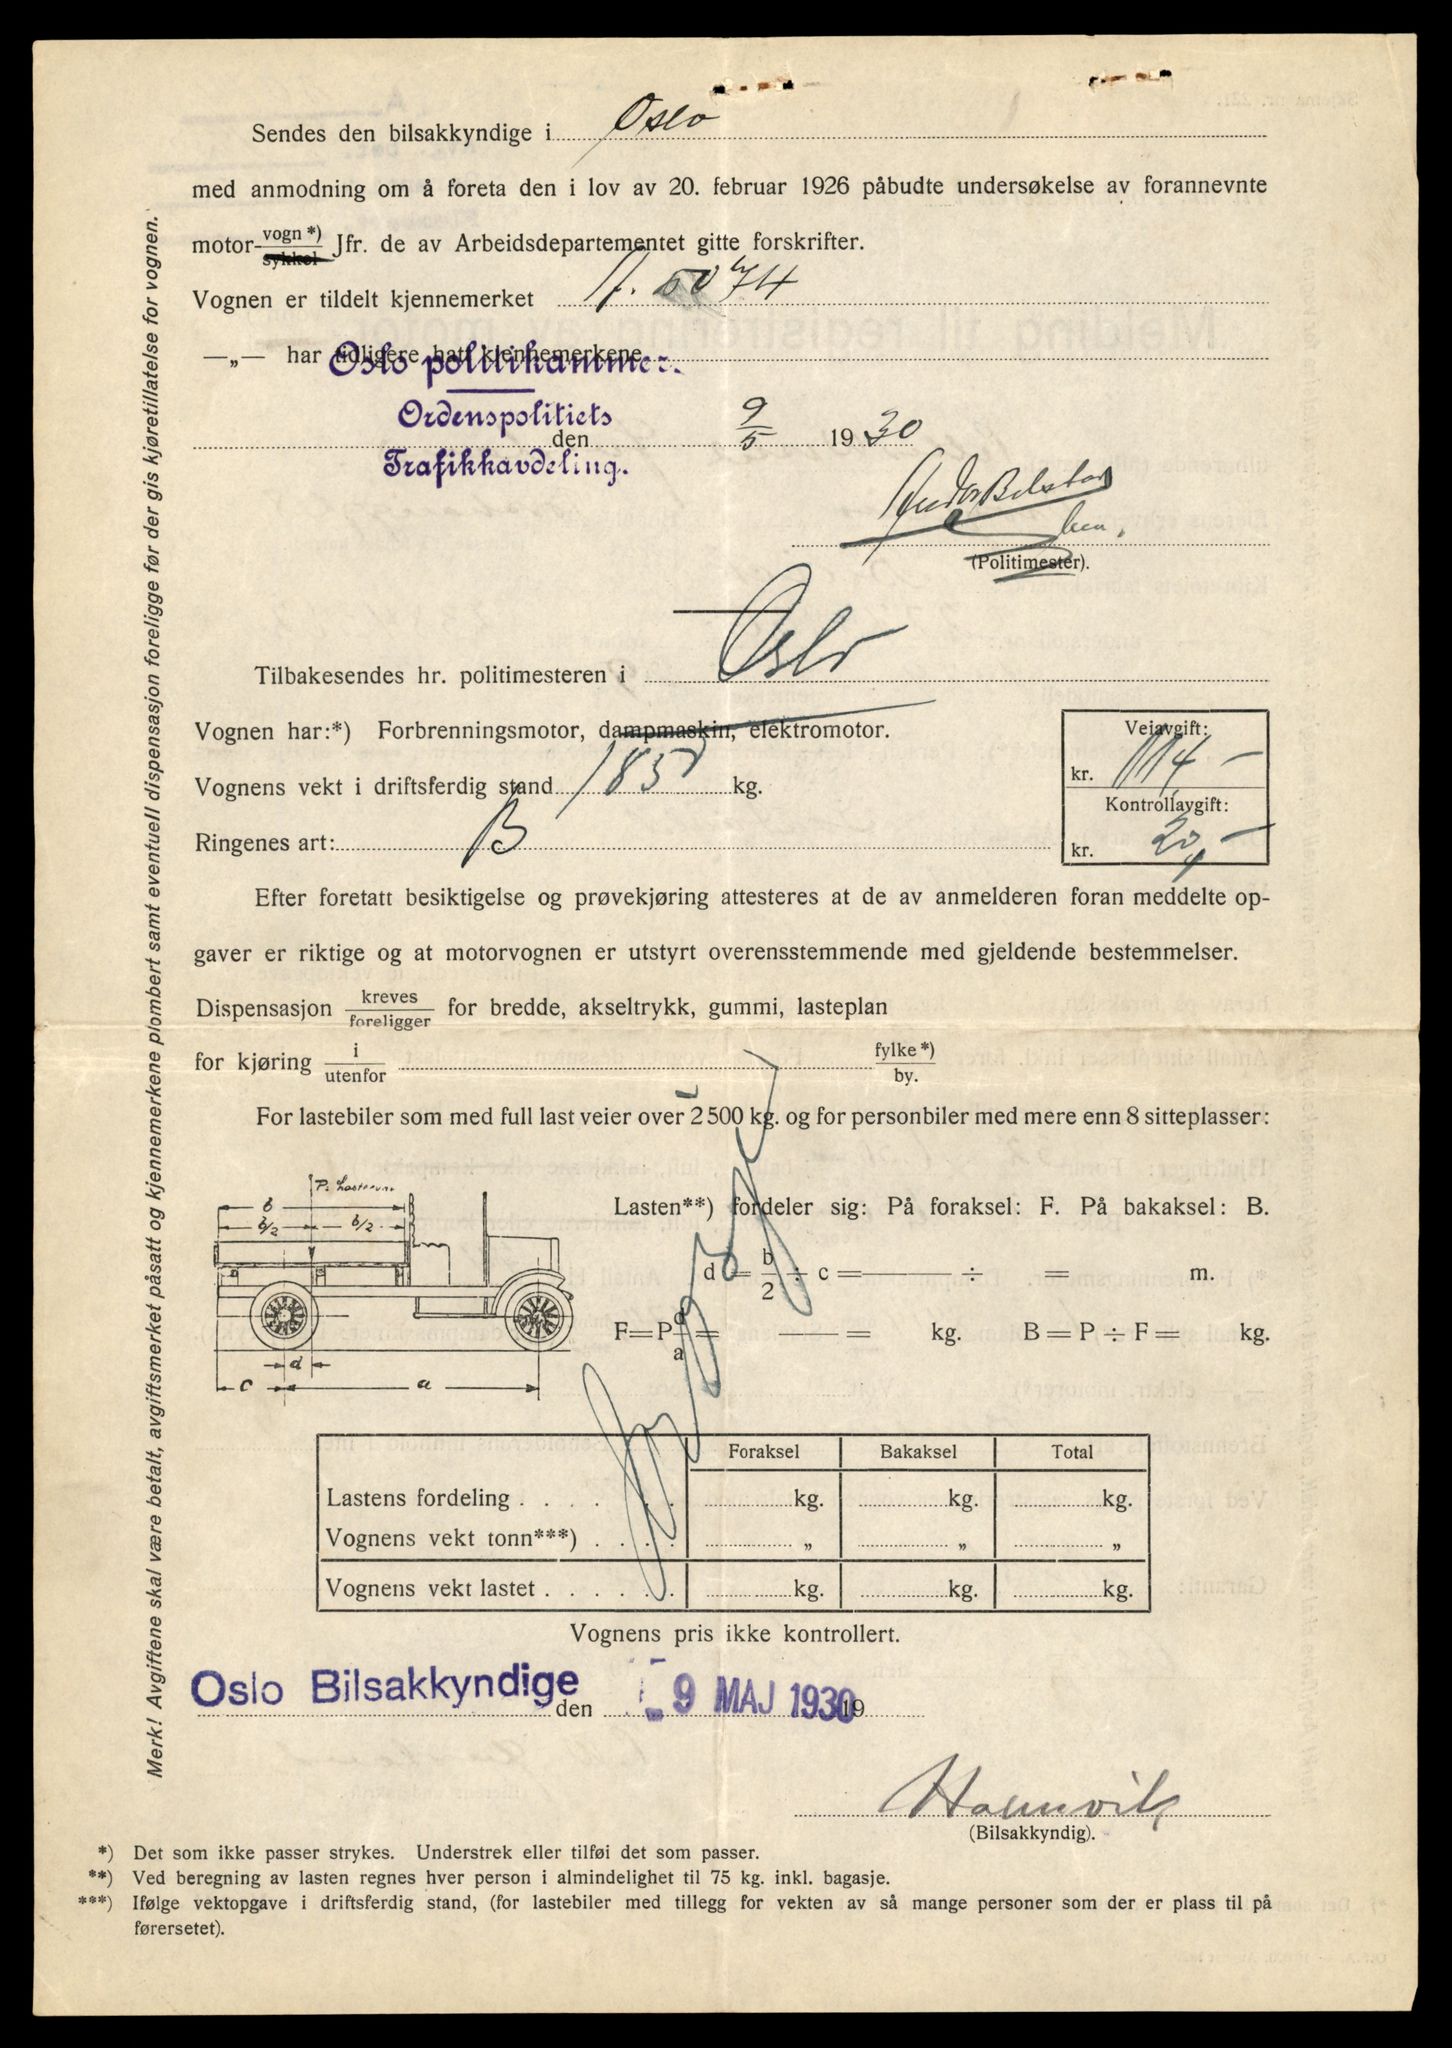 Sendes den bilsakkyndige i Oslo
med anmodning om å foreta den i lov av 20. februar 1926 påbudte undersøkelse av forannevnte
motor- vogn *) / sykkel Jfr. de av Arbeidsdepartementet gitte forskrifter.
Vognen er tildelt kjennemerket
—„— har tidligere hatt kjennemerkene
Oslo politikammer.
Ordenspolitiets
den 9/5 1930
Trafikkavdeling.
(Politimester).
Tilbakesendes hr. politimesteren i Oslo
Vognen har:*) Forbrenningsmotor, dampmaskin, elektromotor.
Vognens vekt i driftsferdig stand 1850 kg.
Ringenes art: B
Veiavgift:
kr. 114 –
Kontrollavgift:
kr. 20, –
Efter foretatt besiktigelse og prøvekjøring attesteres at de av anmelderen foran meddelte op-
gaver er riktige og at motorvognen er utstyrt overensstemmende med gjeldende bestemmelser.
Dispensasjon kreves / foreligger for bredde, akseltrykk, gummi, lasteplan
for kjøring i / utenfor fylke *) / by.
For lastebiler som med full last veier over 2500 kg. og for personbiler med mere enn 8 sitteplasser:
b
b/2 b/2
d
c a
Lasten**) fordeler sig: På foraksel: F. På bakaksel: B.
d = b/2 ÷ c = ——— ÷ = m.
F = P d/a = —— = kg. B = P ÷ F = kg.
Foraksel Bakaksel Total
Lastens fordeling . . . . . . kg. kg. kg.
Vognens vekt tonn***) . . . . „ „ „
Vognens vekt lastet . . . . . . kg. kg. kg.
Vognens pris ikke kontrollert.
Oslo Bilsakkyndige den 9 MAJ 1930 19
(Bilsakkyndig).
*) Det som ikke passer strykes. Understrek eller tilføi det som passer.
**) Ved beregning av lasten regnes hver person i almindelighet til 75 kg. inkl. bagasje.
***) Ifølge vektopgave i driftsferdig stand, (for lastebiler med tillegg for vekten av så mange personer som der er plass til på
førersetet).
Merk! Avgiftene skal være betalt, avgiftsmerket påsatt og kjennemerkene plombert samt eventuell dispensasjon foreligge før der gis kjøretillatelse for vognen.